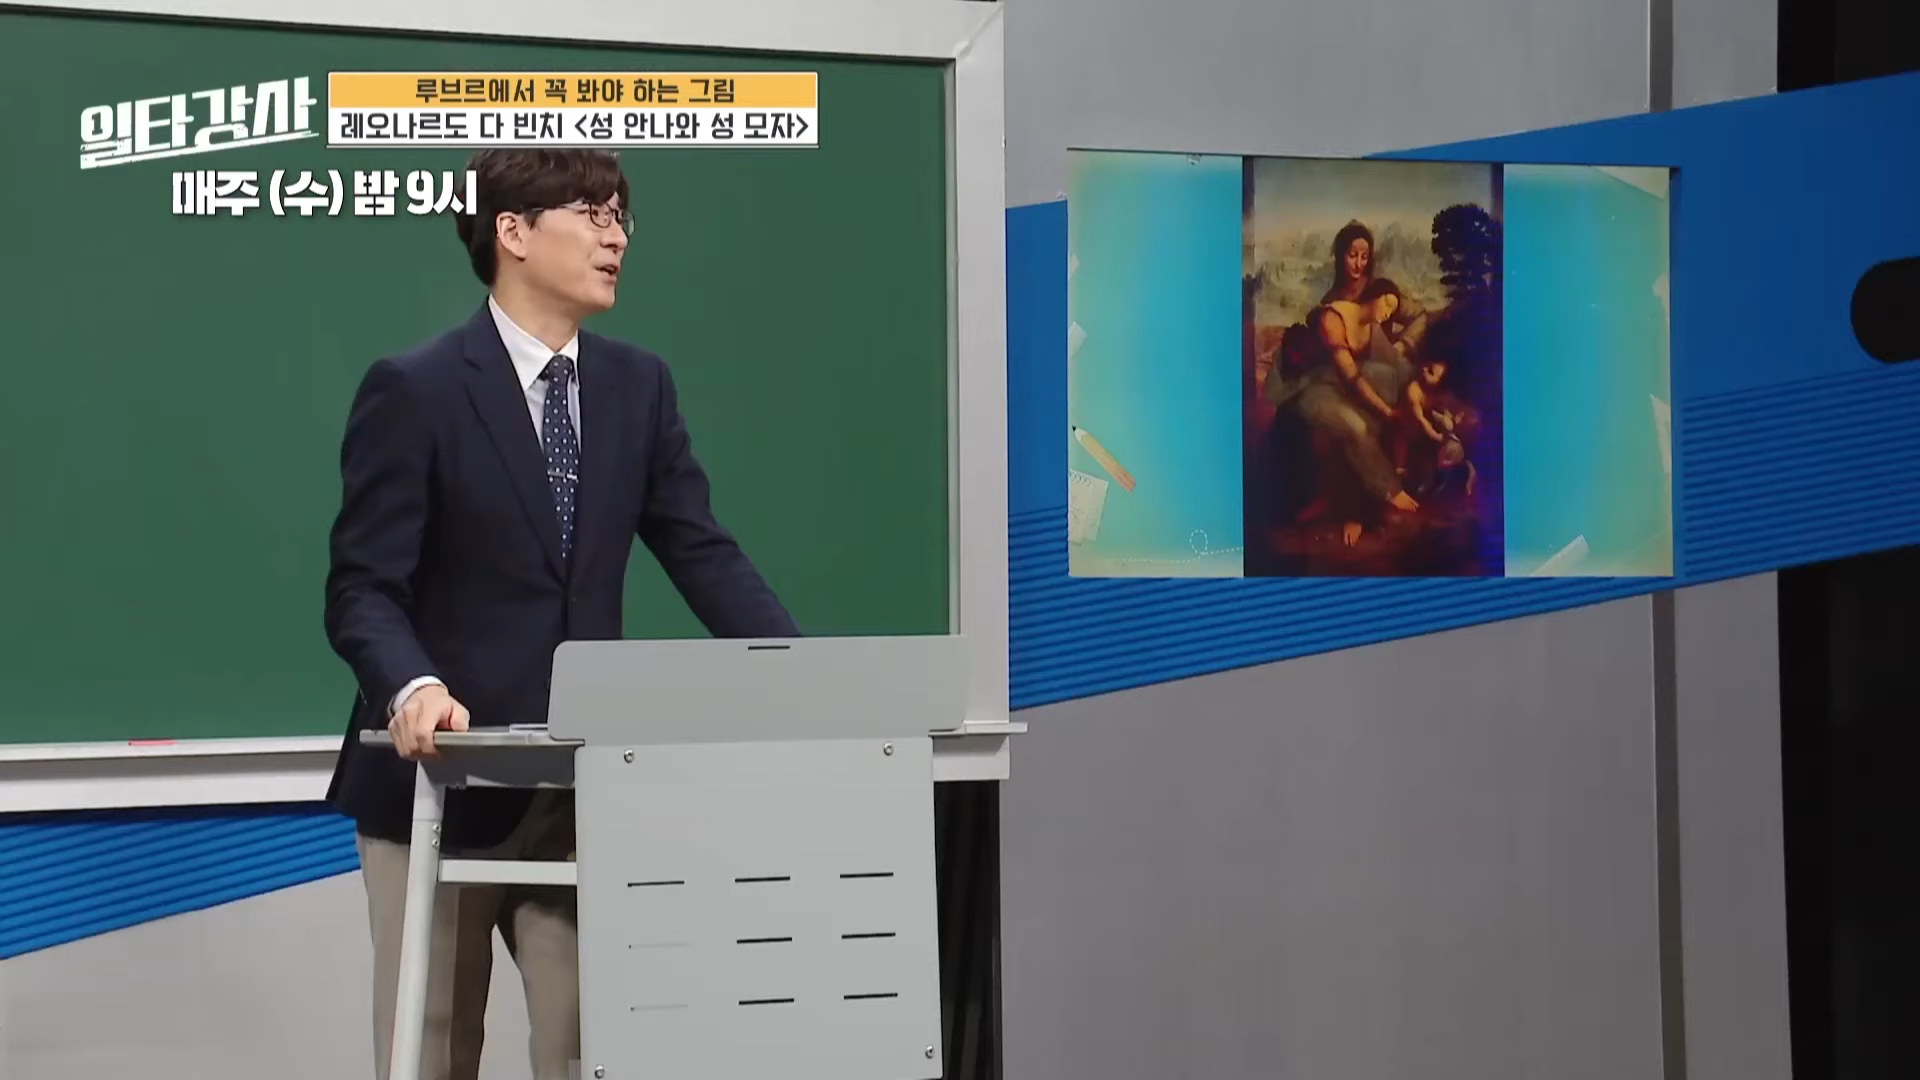 일타강사
루브르에서 꼭 봐야 하는 그림
레오나르도 다 빈치 <성 안나와 성 모자>
매주 (수) 밤 9시